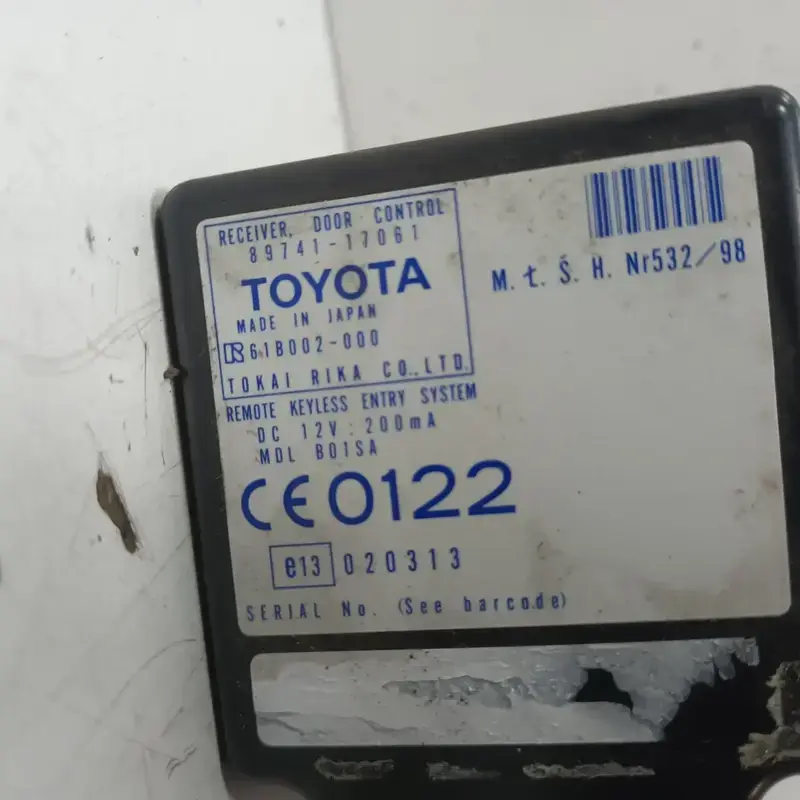 RECEIVER, DOOR CONTROL
89741-17061
TOYOTA
MADE IN JAPAN
R 61B002-000
TOKAI RIKA CO.,LTD.
M. Ł. Ś. H. Nr532/98
REMOTE KEYLESS ENTRY SYSTEM
DC 12V : 200mA
MDL B01SA
CE0122
e13 020313
SERIAL No. (See barcode)